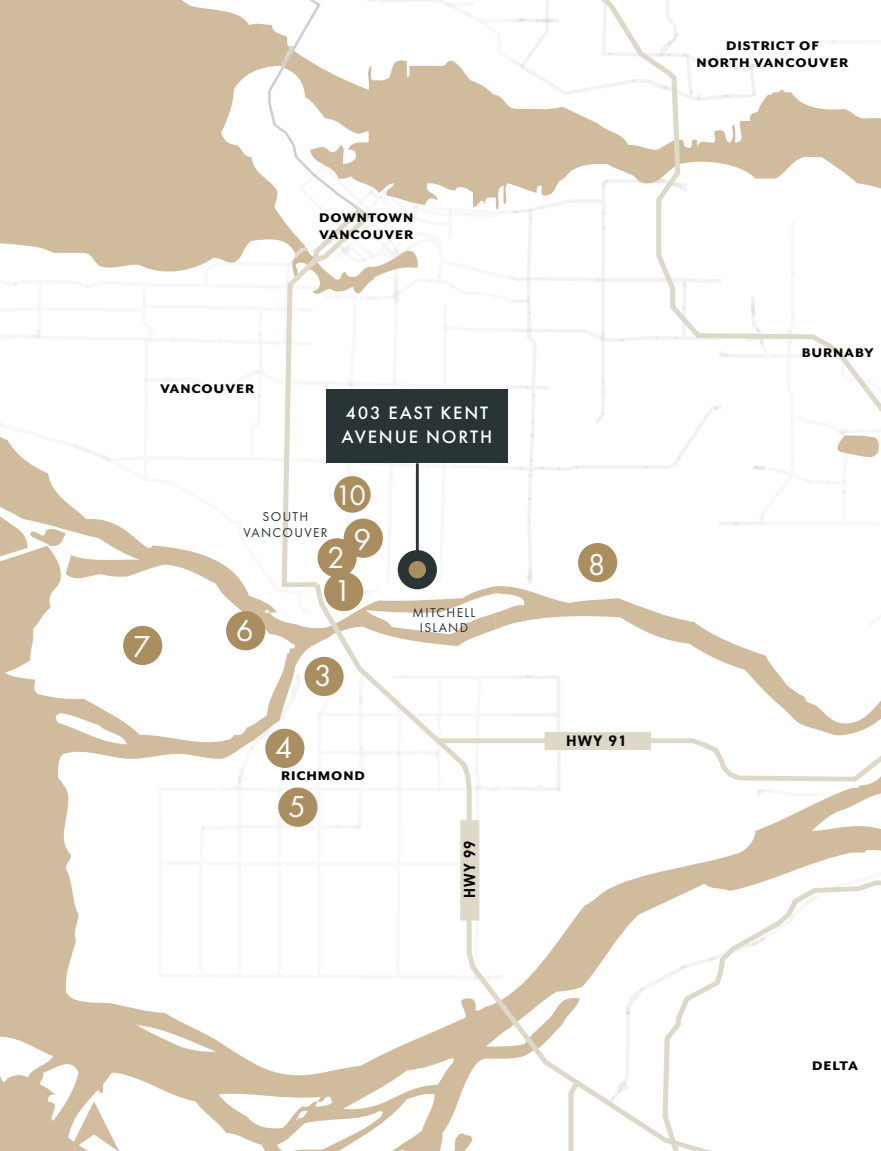 DISTRICT OF
NORTH VANCOUVER
DOWNTOWN
VANCOUVER
BURNABY
VANCOUVER
403 EAST KENT
AVENUE NORTH
10
SOUTH
VANCOUVER
9
2
8
1
MITCHELL
ISLAND
6
7
3
HWY 91
4
RICHMOND
5
HWY 99
DELTA